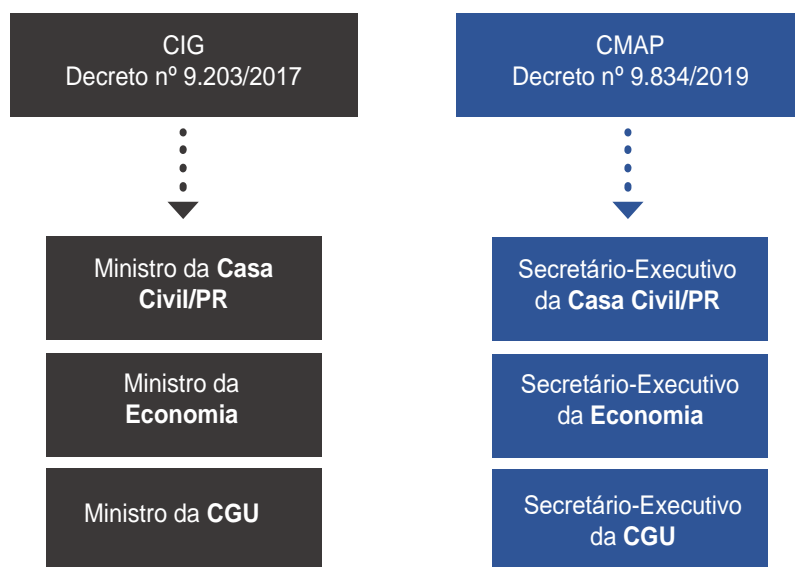 CIG
Decreto nº 9.203/2017
Ministro da Casa
Civil/PR
Ministro da
Economia
Ministro da CGU
CMAP
Decreto nº 9.834/2019
Secretário-Executivo
da Casa Civil/PR
Secretário-Executivo
da Economia
Secretário-Executivo
da CGU